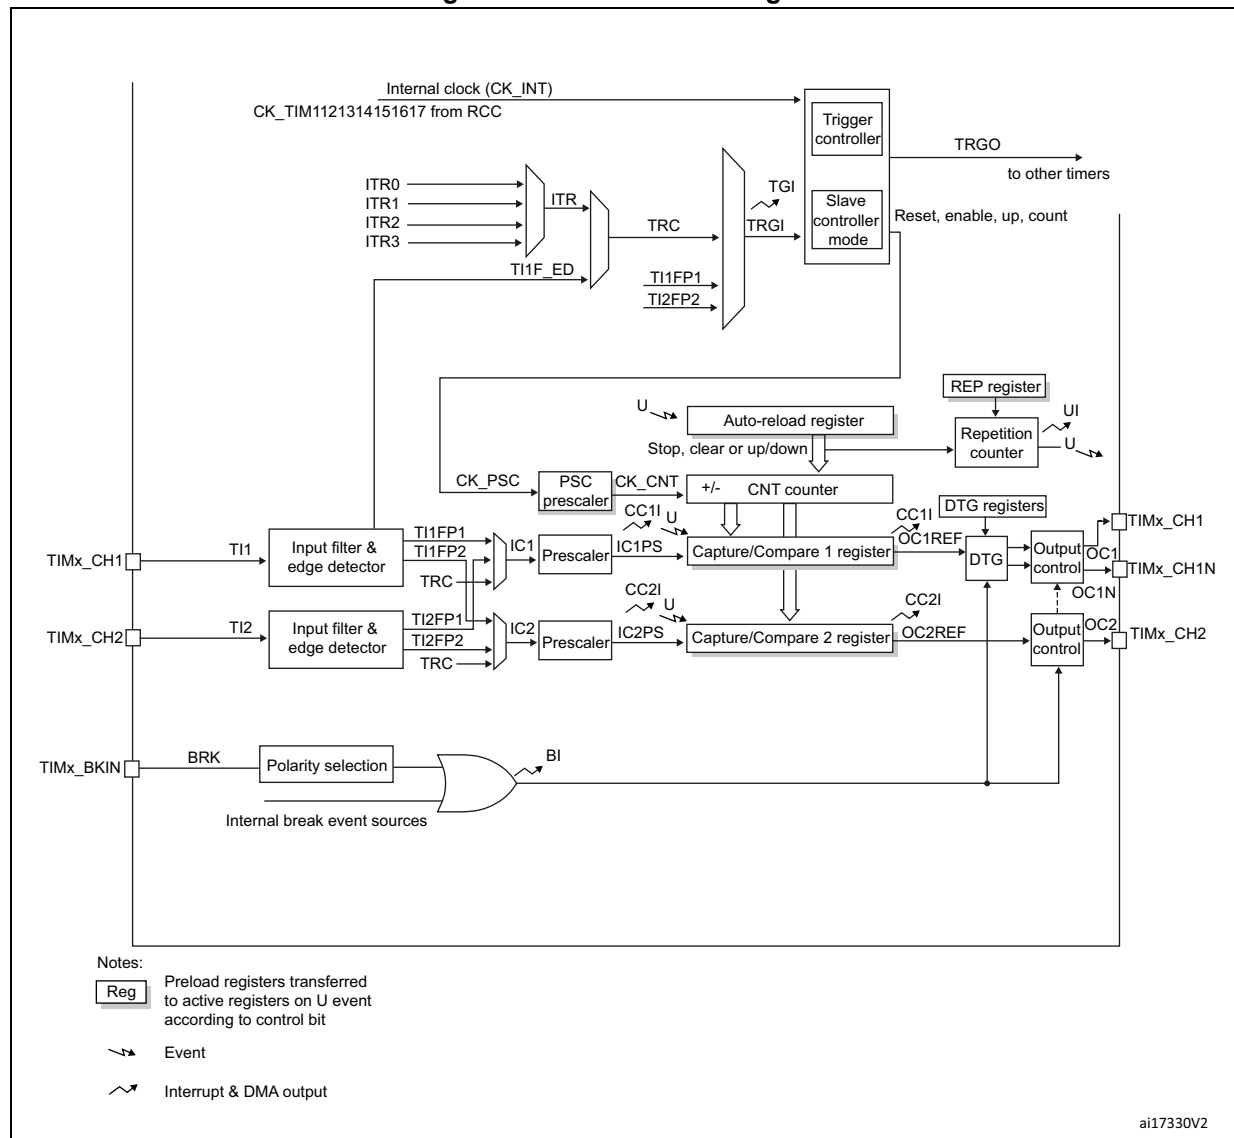 Internal clock (CK_INT)
CK_TIM1121314151617 from RCC
Trigger
controller
TRGO
to other timers
ITR0
ITR1
ITR2
ITR3
ITR
TRC
TGI
TRGI
Slave
controller
mode
Reset, enable, up, count
TI1F_ED
TI1FP1
TI2FP2
REP register
U
Auto-reload register
Repetition
counter
UI
U
Stop, clear or up/down
CK_PSC
PSC
prescaler
CK_CNT
+/-
CNT counter
DTG registers
TIMx_CH1
TI1
Input filter &
edge detector
TI1FP1
TI1FP2
TRC
IC1
Prescaler
IC1PS
CC1I
U
Capture/Compare 1 register
CC1I
OC1REF
DTG
Output
control
OC1
TIMx_CH1
TIMx_CH1N
OC1N
TIMx_CH2
TI2
Input filter &
edge detector
TI2FP1
TI2FP2
TRC
IC2
Prescaler
IC2PS
CC2I
U
Capture/Compare 2 register
CC2I
OC2REF
Output
control
OC2
TIMx_CH2
TIMx_BKIN
BRK
Polarity selection
BI
Internal break event sources
Notes:
Reg
Preload registers transferred
to active registers on U event
according to control bit
Event
Interrupt & DMA output
ai17330V2